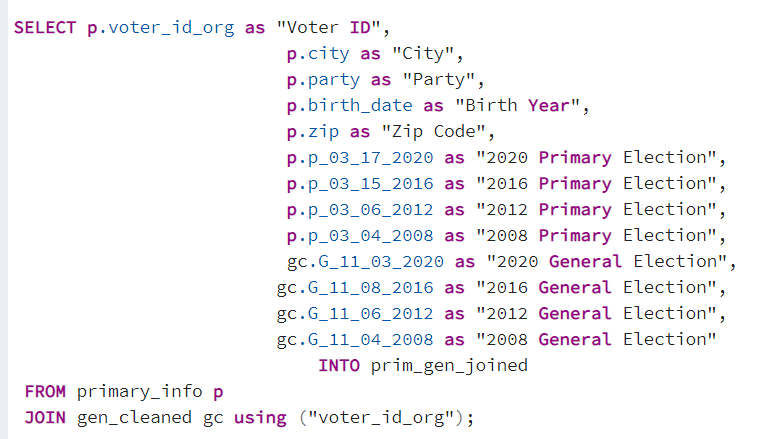 SELECT p.voter_id_org as "Voter ID",
p.city as "City",
p.party as "Party",
p.birth_date as "Birth Year",
p.zip as "Zip Code",
p.p_03_17_2020 as "2020 Primary Election",
p.p_03_15_2016 as "2016 Primary Election",
p.p_03_06_2012 as "2012 Primary Election",
p.p_03_04_2008 as "2008 Primary Election",
gc.G_11_03_2020 as "2020 General Election",
gc.G_11_08_2016 as "2016 General Election",
gc.G_11_06_2012 as "2012 General Election",
gc.G_11_04_2008 as "2008 General Election"
INTO prim_gen_joined
FROM primary_info p
JOIN gen_cleaned gc using ("voter_id_org");